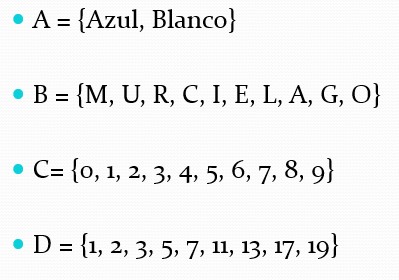 • A = {Azul, Blanco}
• B = {M, U, R, C, I, E, L, A, G, O}
• C= {0, 1, 2, 3, 4, 5, 6, 7, 8, 9}
• D = {1, 2, 3, 5, 7, 11, 13, 17, 19}